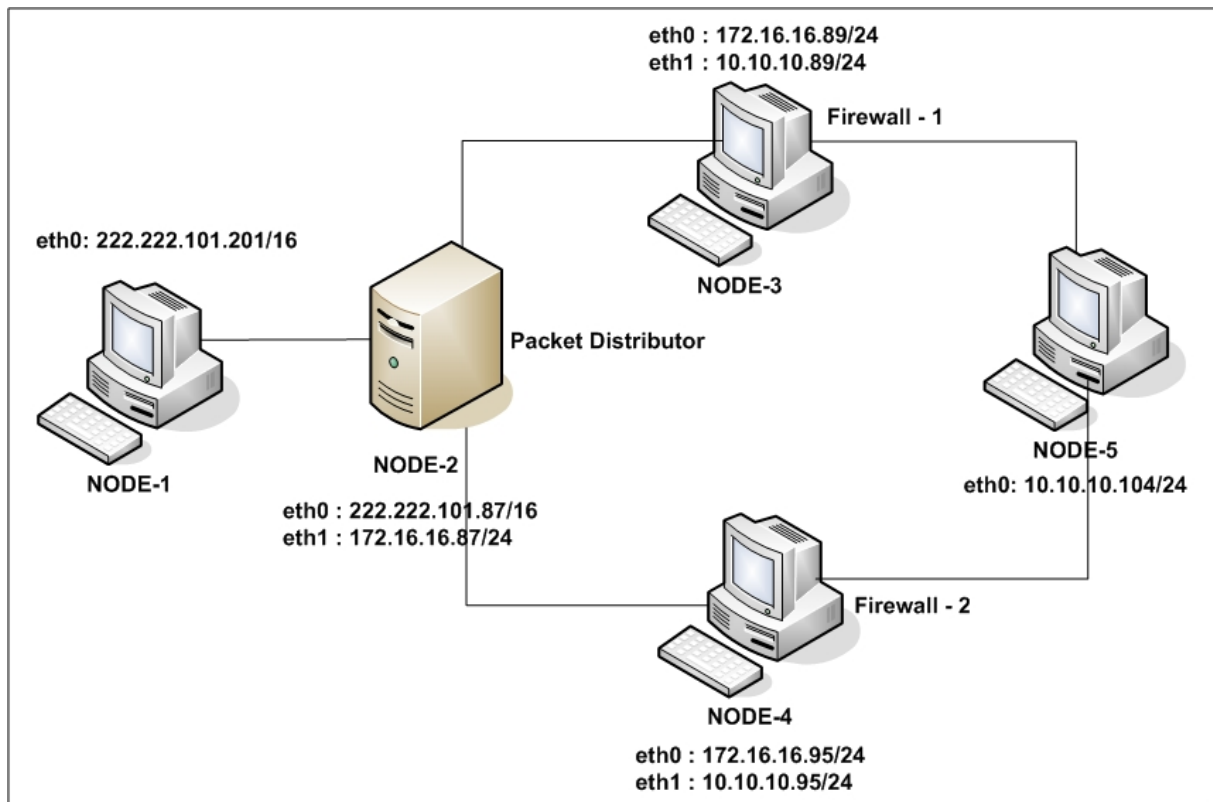 eth0 : 172.16.16.89/24
eth1 : 10.10.10.89/24
Firewall - 1
NODE-3
eth0: 222.222.101.201/16
NODE-1
Packet Distributor
NODE-2
eth0 : 222.222.101.87/16
eth1 : 172.16.16.87/24
NODE-5
eth0: 10.10.10.104/24
Firewall - 2
NODE-4
eth0 : 172.16.16.95/24
eth1 : 10.10.10.95/24